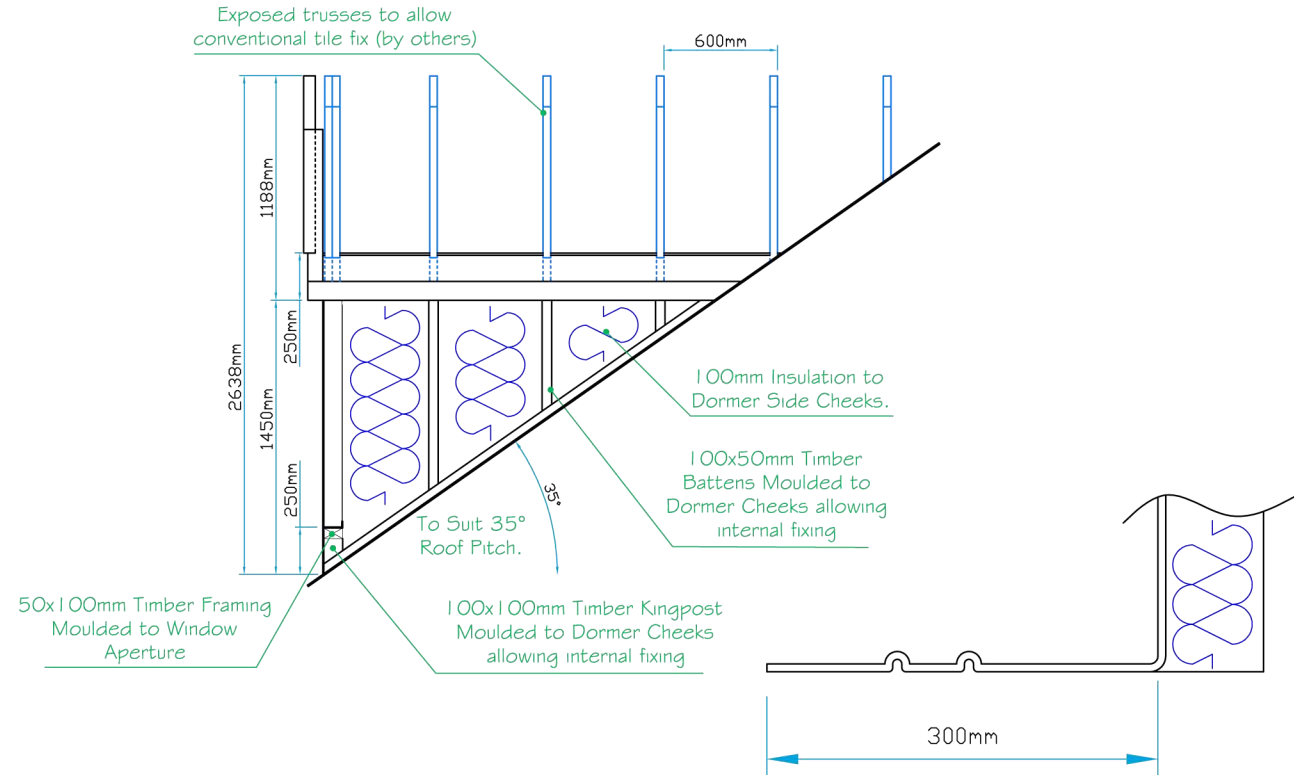 Exposed trusses to allow
conventional tile fix (by others)
600mm
1188mm
2638mm
250mm
1450mm
250mm
100mm Insulation to
Dormer Side Cheeks.
100x50mm Timber
Battens Moulded to
Dormer Cheeks allowing
internal fixing
35°
To Suit 35°
Roof Pitch.
50x100mm Timber Framing
Moulded to Window
Aperture
100x100mm Timber Kingpost
Moulded to Dormer Cheeks
allowing internal fixing
300mm